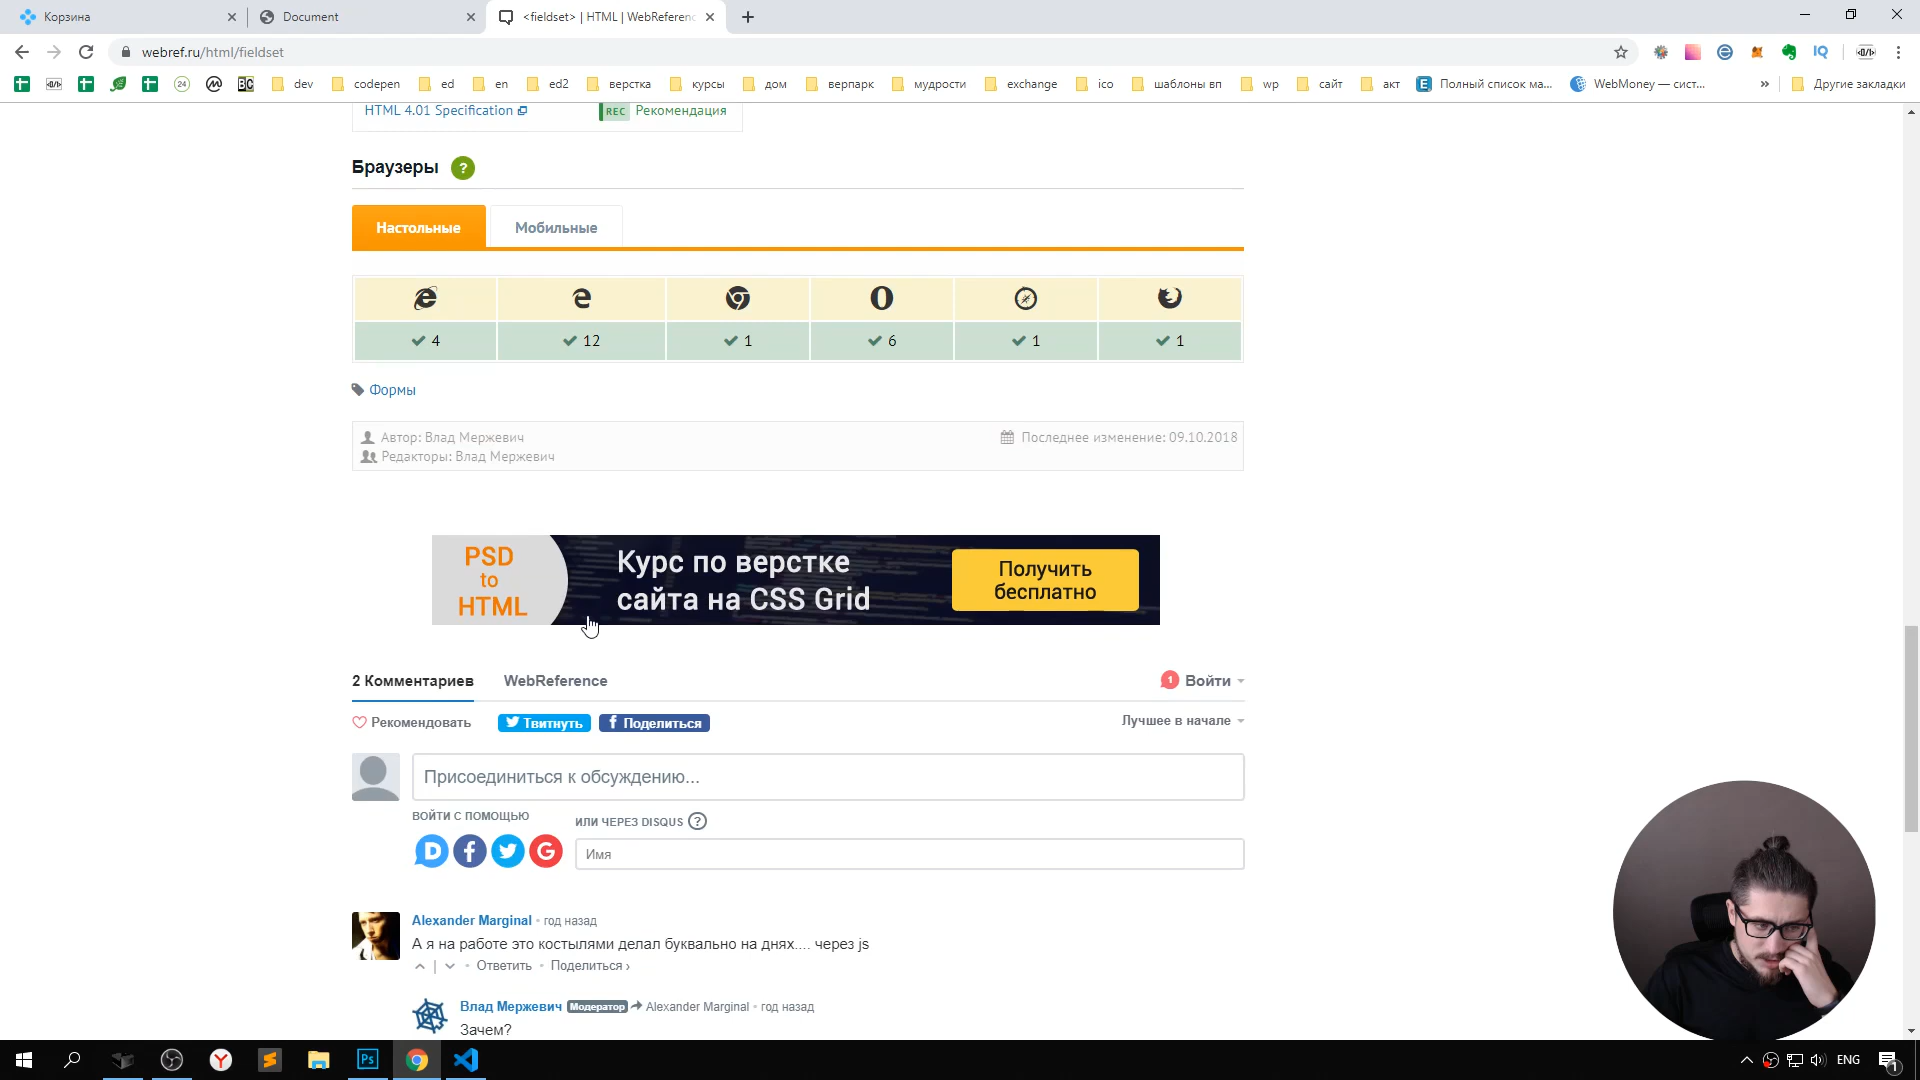 Корзина
Document
<fieldset> | HTML | WebReferenc
webref.ru/html/fieldset
24
BC
dev
codepen
ed
en
ed2
верстка
курсы
дом
верпарк
мудрости
exchange
ico
шаблоны вп
wp
сайт
акт
Полный список ма...
WebMoney — сист...
»
Другие закладки
IQ
HTML 4.01 Specification
REC Рекомендация
Браузеры ?
Настольные
Мобильные
4
12
1
6
1
1
Формы
Автор: Влад Мержевич
Последнее изменение: 09.10.2018
Редакторы: Влад Мержевич
PSD
to
HTML
Курс по верстке
сайта на CSS Grid
Получить
бесплатно
2 Комментариев
WebReference
1 Войти
Рекомендовать
Твитнуть
f Поделиться
Лучшее в начале
Присоединиться к обсуждению...
ВОЙТИ С ПОМОЩЬЮ
ИЛИ ЧЕРЕЗ DISQUS ?
D
f
G
Имя
Alexander Marginal • год назад
А я на работе это костылями делал буквально на днях.... через js
• Ответить • Поделиться ›
Влад Мержевич Модератор Alexander Marginal • год назад
Зачем?
Ps
ENG
1